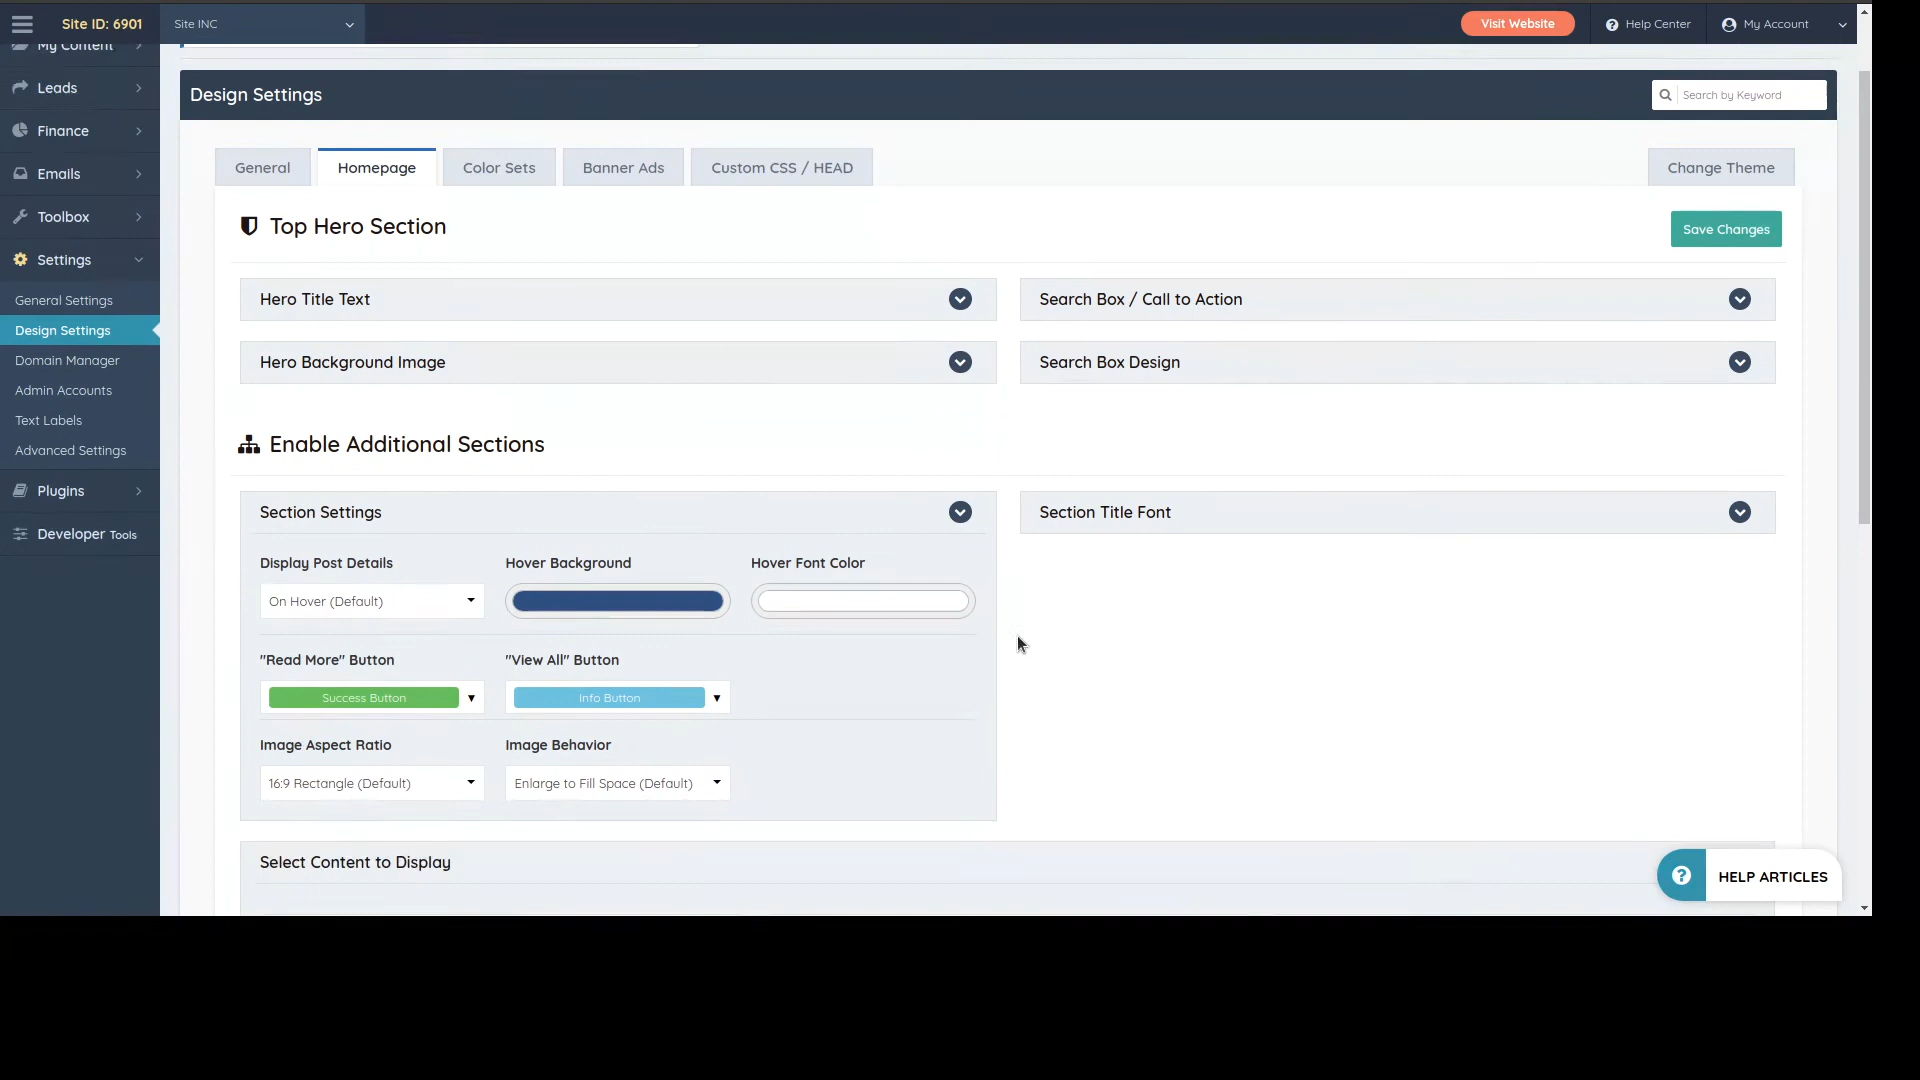 Site ID: 6901
Site INC
Visit Website
Help Center
My Account
My Content
Leads
Finance
Emails
Toolbox
Settings
General Settings
Design Settings
Domain Manager
Admin Accounts
Text Labels
Advanced Settings
Plugins
Developer Tools
Design Settings
Search by Keyword
General
Homepage
Color Sets
Banner Ads
Custom CSS / HEAD
Change Theme
Top Hero Section
Save Changes
Hero Title Text
Search Box / Call to Action
Hero Background Image
Search Box Design
Enable Additional Sections
Section Settings
Section Title Font
Display Post Details
Hover Background
Hover Font Color
On Hover (Default)
"Read More" Button
"View All" Button
Success Button
Info Button
Image Aspect Ratio
Image Behavior
16:9 Rectangle (Default)
Enlarge to Fill Space (Default)
Select Content to Display
HELP ARTICLES